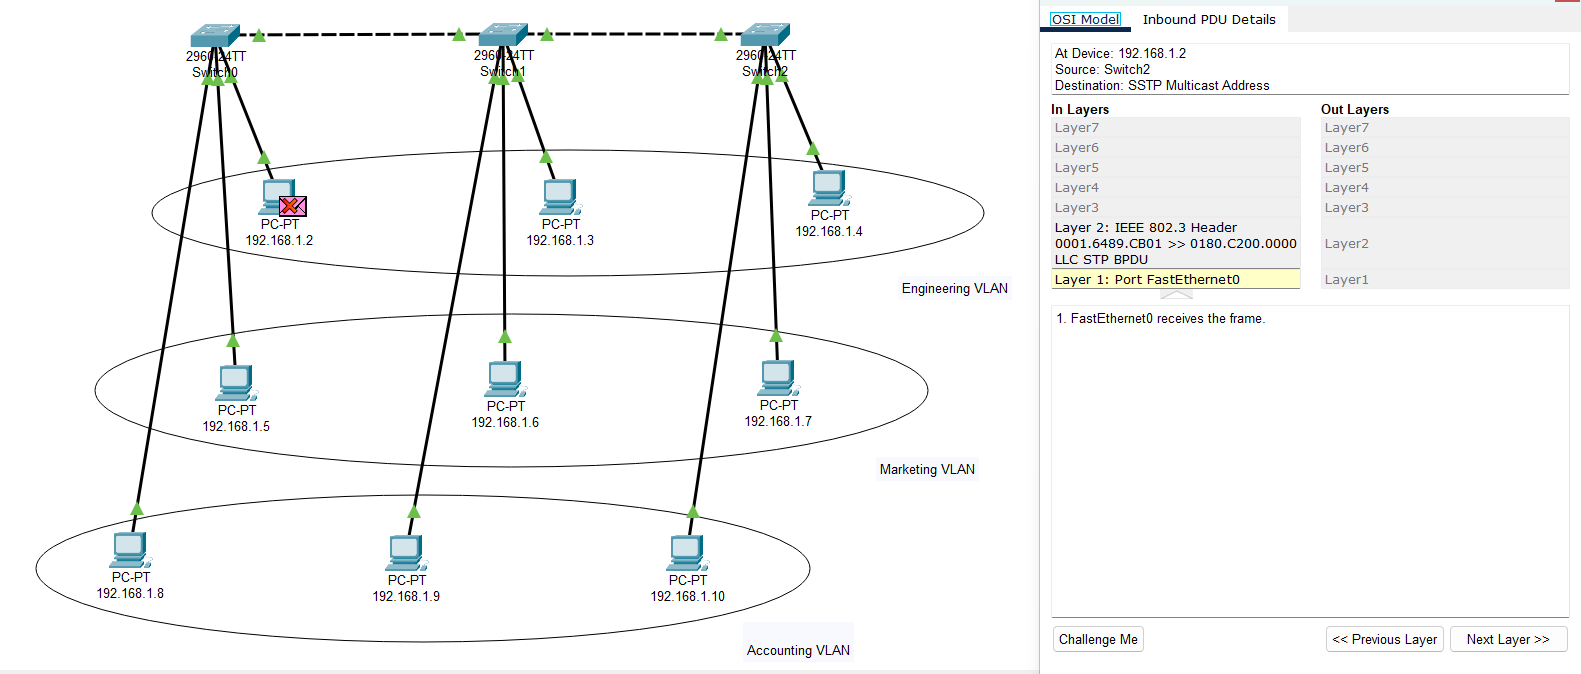 2960-24TT
Switch0
2960-24TT
Switch1
2960-24TT
Switch2
PC-PT
192.168.1.2
PC-PT
192.168.1.3
PC-PT
192.168.1.4
Engineering VLAN
PC-PT
192.168.1.5
PC-PT
192.168.1.6
PC-PT
192.168.1.7
Marketing VLAN
PC-PT
192.168.1.8
PC-PT
192.168.1.9
PC-PT
192.168.1.10
Accounting VLAN
OSI Model Inbound PDU Details
At Device: 192.168.1.2
Source: Switch2
Destination: SSTP Multicast Address
In Layers
Layer7
Layer6
Layer5
Layer4
Layer3
Layer 2: IEEE 802.3 Header
0001.6489.CB01 >> 0180.C200.0000
LLC STP BPDU
Layer 1: Port FastEthernet0
Out Layers
Layer7
Layer6
Layer5
Layer4
Layer3
Layer2
Layer1
1. FastEthernet0 receives the frame.
Challenge Me
<< Previous Layer
Next Layer >>